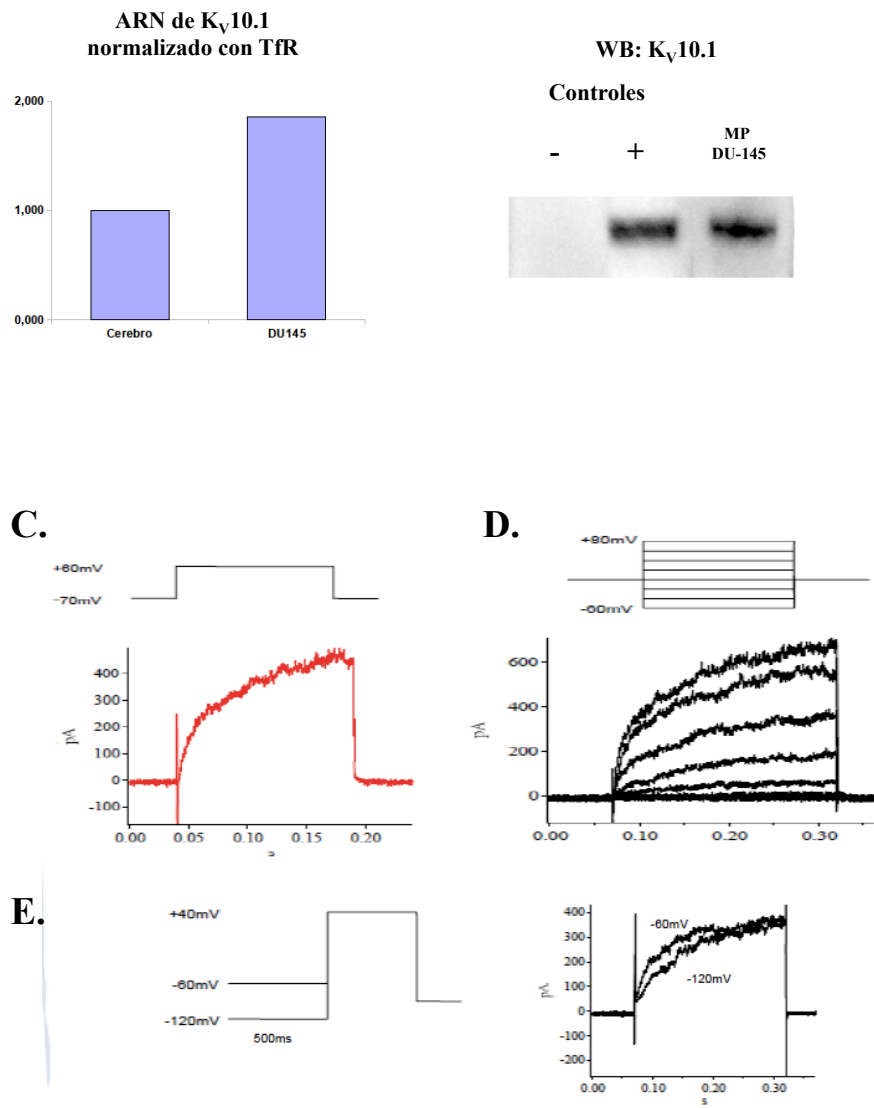 ARN de KV10.1
normalizado con TfR
2,000
1,000
0,000
Cerebro DU145
WB: KV10.1
Controles
- + MP
DU-145
C.
+60mV
-70mV
400
300
200
100
0
-100
pA
0.00 0.05 0.10 0.15 0.20
s
D.
+80mV
-60mV
600
400
200
0
pA
0.00 0.10 0.20 0.30
E.
+40mV
-60mV
-120mV
500ms
400
300
200
100
0
-100
-200
pA
-60mV
-120mV
0.00 0.10 0.20 0.30
s